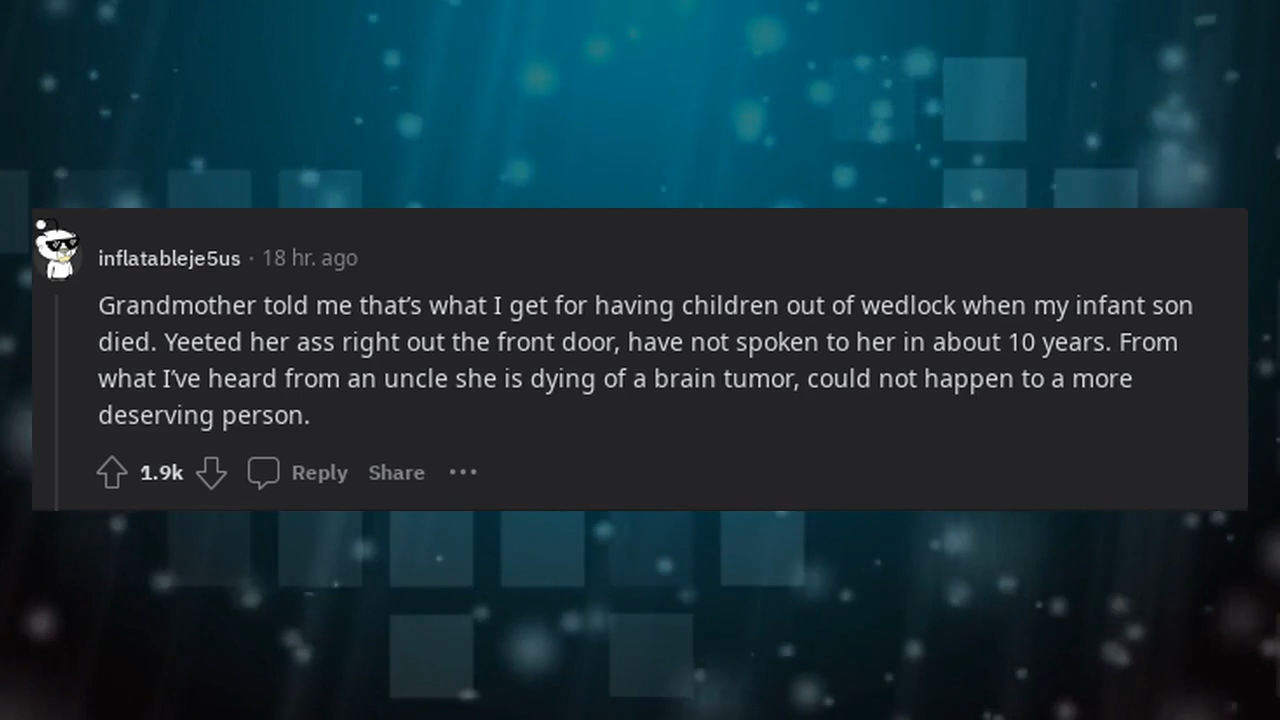 inflatableje5us · 18 hr. ago
Grandmother told me that’s what I get for having children out of wedlock when my infant son
died. Yeeted her ass right out the front door, have not spoken to her in about 10 years. From
what I’ve heard from an uncle she is dying of a brain tumor, could not happen to a more
deserving person.
1.9k Reply Share •••